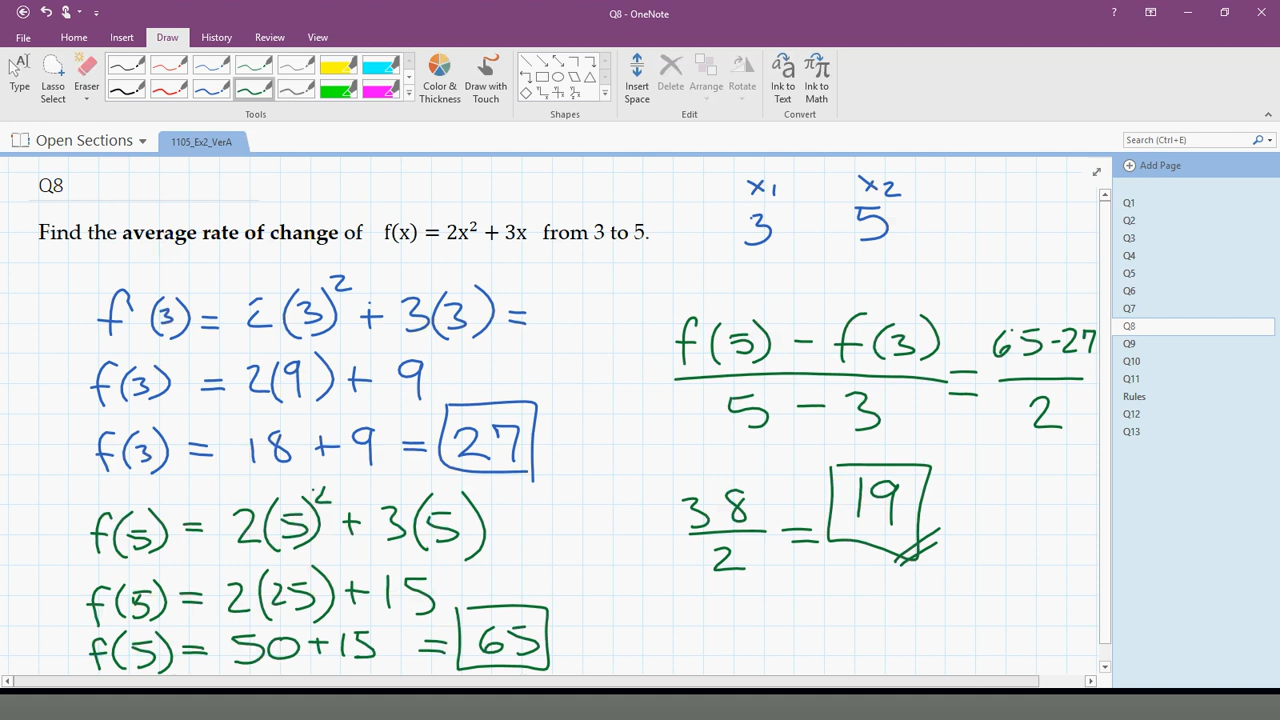 Q8 - OneNote
?
File Home Insert Draw History Review View
Type
Lasso Select
Eraser
Color & Thickness
Draw with Touch
Insert Space
Delete
Arrange
Rotate
Ink to Text
Ink to Math
Tools
Shapes
Edit
Convert
Open Sections
1105_Ex2_VerA
Search (Ctrl+E)
Add Page
Q8
Find the average rate of change of f(x) = 2x² + 3x from 3 to 5.
x1 x2
3 5
f(3) = 2(3)² + 3(3) =
f(3) = 2(9) + 9
f(3) = 18 + 9 = 27
f(5) = 2(5)² + 3(5)
f(5) = 2(25) + 15
f(5) = 50 + 15 = 65
f(5) - f(3) = 65-27
5 - 3 2
38
2 = 19
Q1
Q2
Q3
Q4
Q5
Q6
Q7
Q8
Q9
Q10
Q11
Rules
Q12
Q13